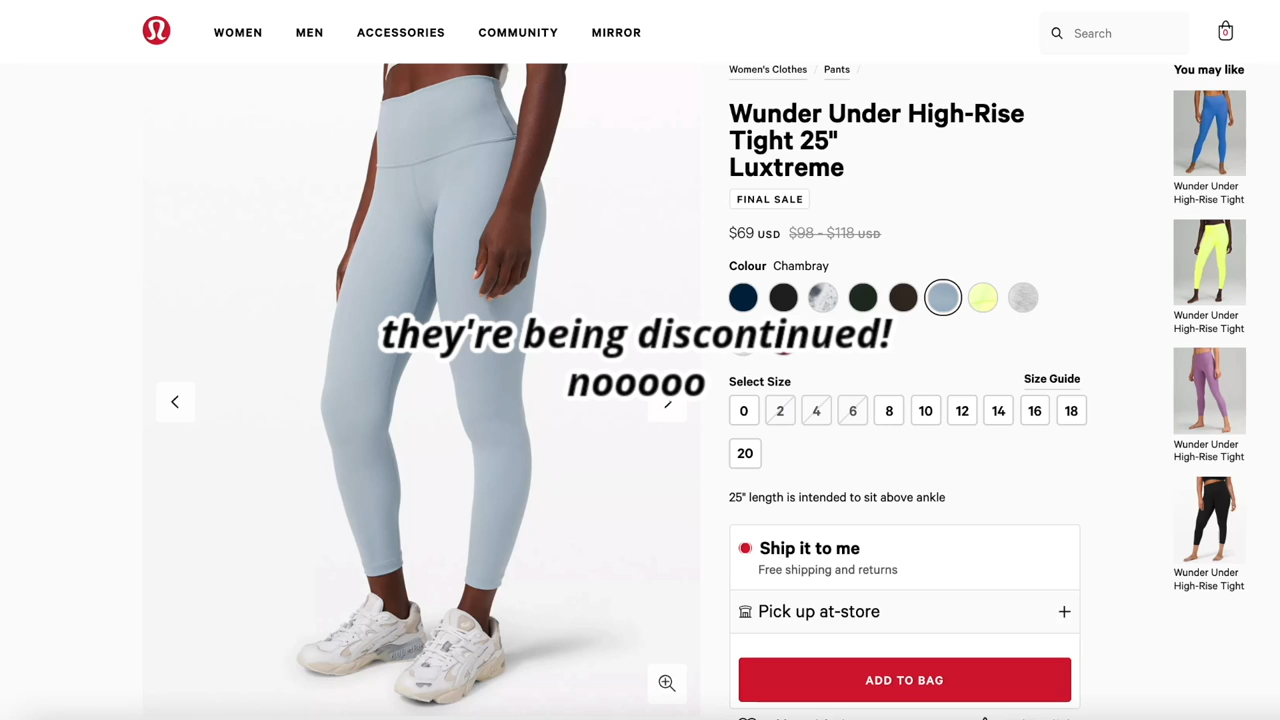 WOMEN MEN ACCESSORIES COMMUNITY MIRROR
Search
0
Women's Clothes / Pants /
Wunder Under High-Rise
Tight 25"
Luxtreme
FINAL SALE
$69 USD $98 - $118 USD
Colour Chambray
they're being discontinued!
nooooo
Select Size
Size Guide
0 2 4 6 8 10 12 14 16 18
20
25" length is intended to sit above ankle
Ship it to me
Free shipping and returns
Pick up at-store
ADD TO BAG
You may like
Wunder Under
High-Rise Tight
Wunder Under
High-Rise Tight
Wunder Under
High-Rise Tight
Wunder Under
High-Rise Tight